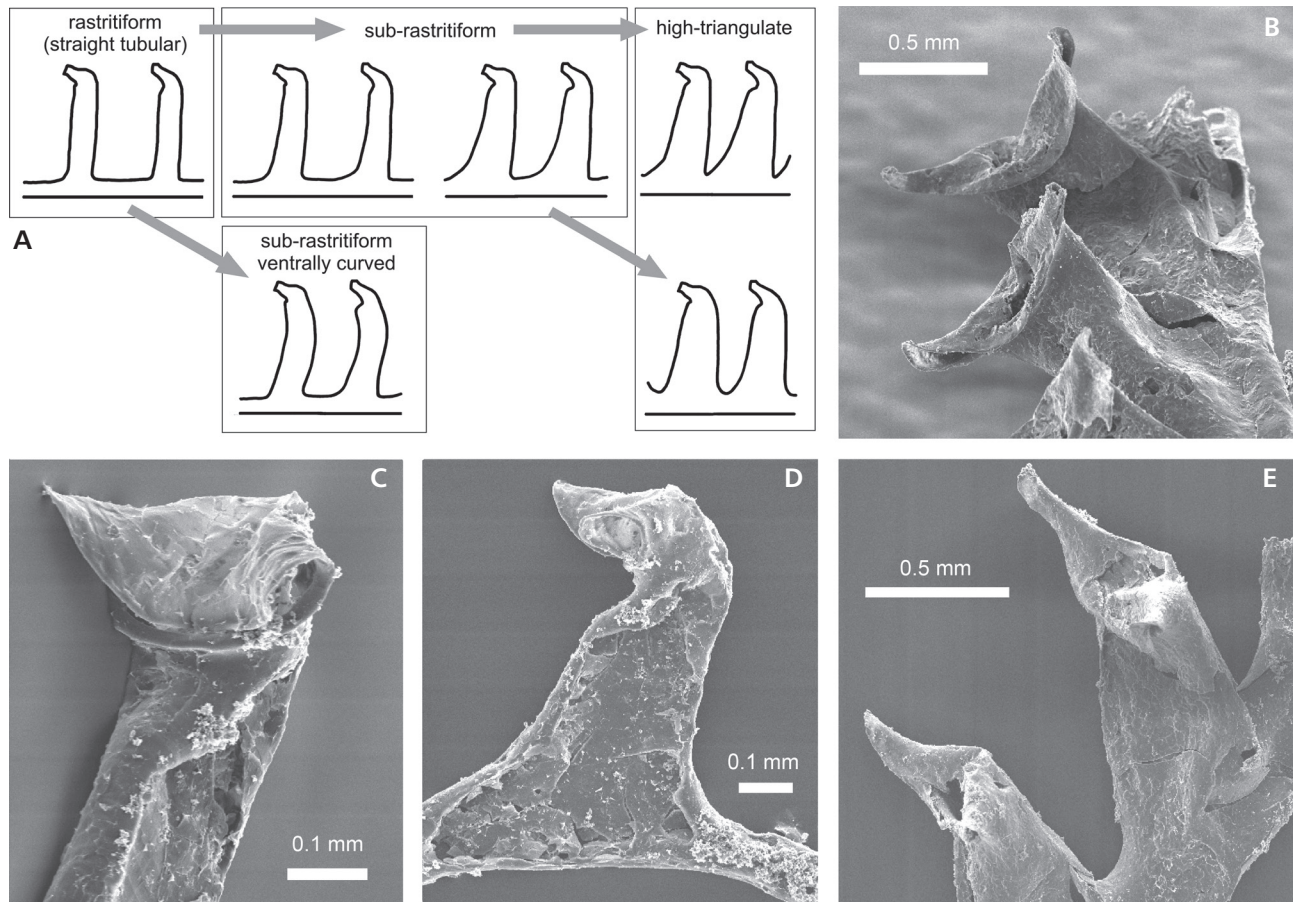 rastritiform
(straight tubular)
sub-rastritiform
high-triangulate
A
sub-rastritiform
ventrally curved
B
0.5 mm
C
0.1 mm
D
0.1 mm
E
0.5 mm